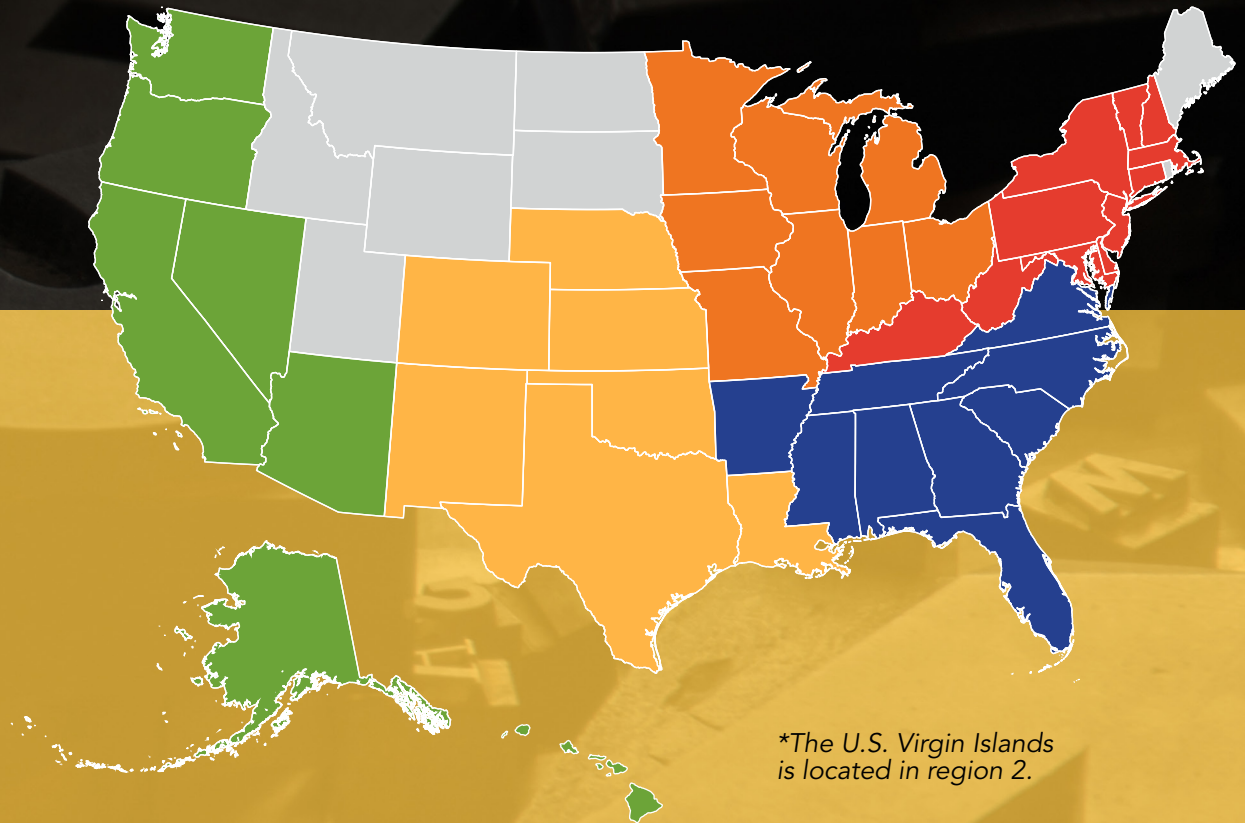 *The U.S. Virgin Islands
is located in region 2.